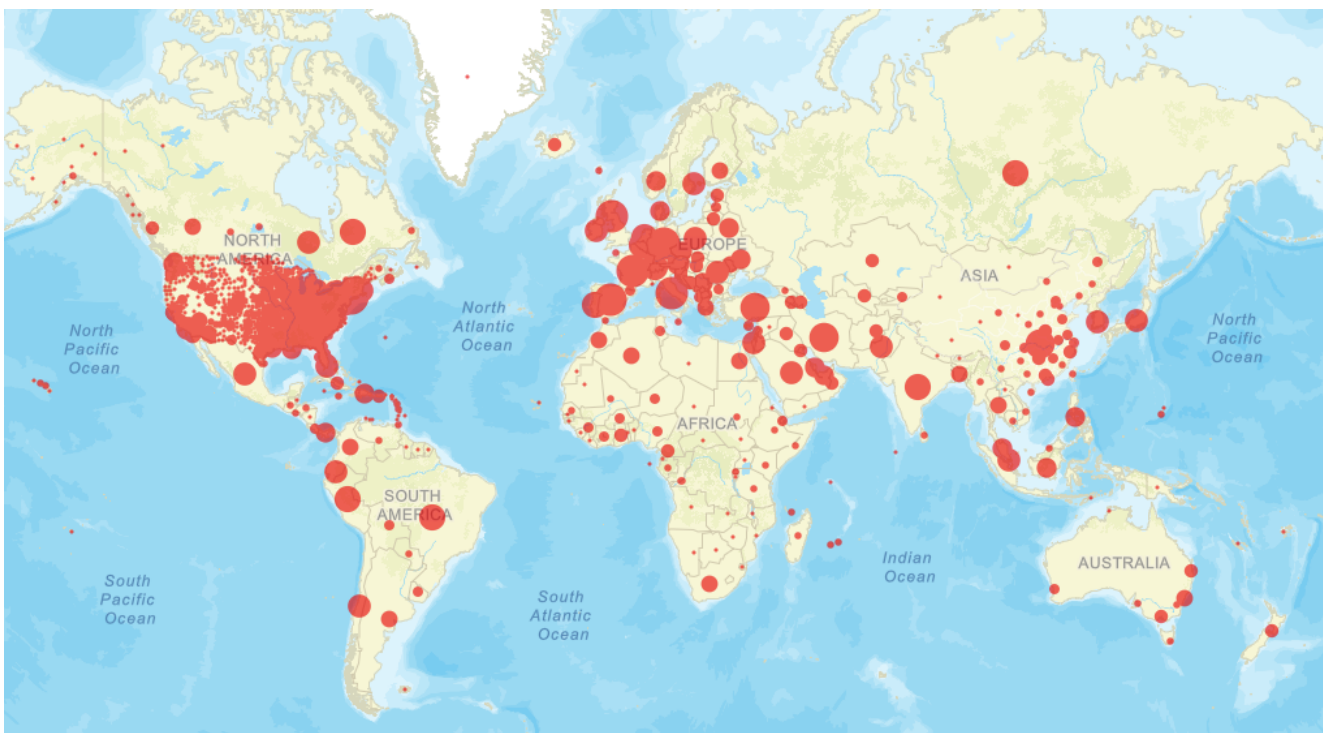 NORTH
AMERICA
EUROPE
ASIA
North
Pacific
Ocean
North
Atlantic
Ocean
North
Pacific
Ocean
AFRICA
SOUTH
AMERICA
South
Pacific
Ocean
South
Atlantic
Ocean
Indian
Ocean
AUSTRALIA